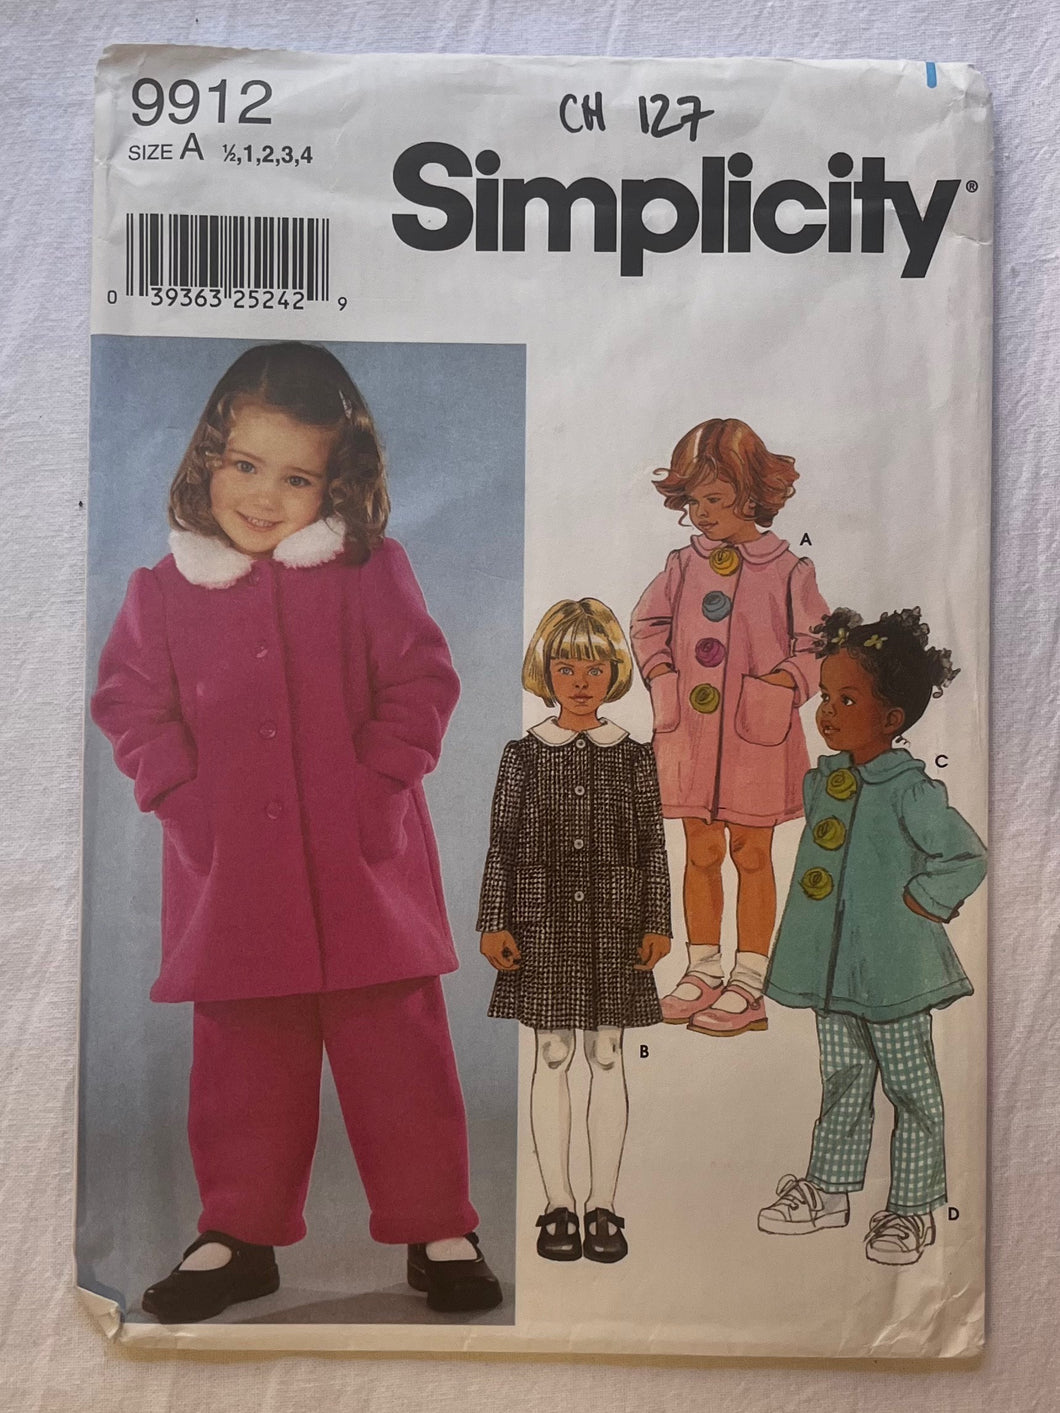 9912
CH 127
SIZE A ½,1,2,3,4
Simplicity®
0 39363 25242 9
A
C
B
D